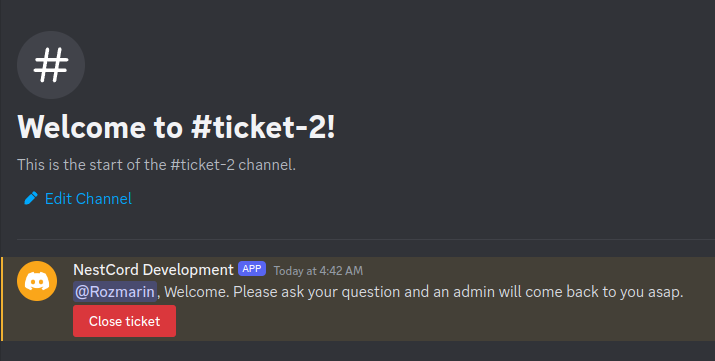 Welcome to #ticket-2!
This is the start of the #ticket-2 channel.
Edit Channel
NestCord Development APP Today at 4:42 AM
@Rozmarin, Welcome. Please ask your question and an admin will come back to you asap.
Close ticket